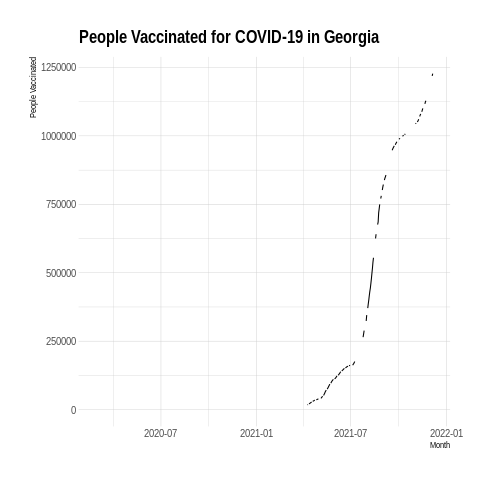 People Vaccinated for COVID-19 in Georgia
People Vaccinated
1250000
1000000
750000
500000
250000
0
2020-07 2021-01 2021-07 2022-01
Month